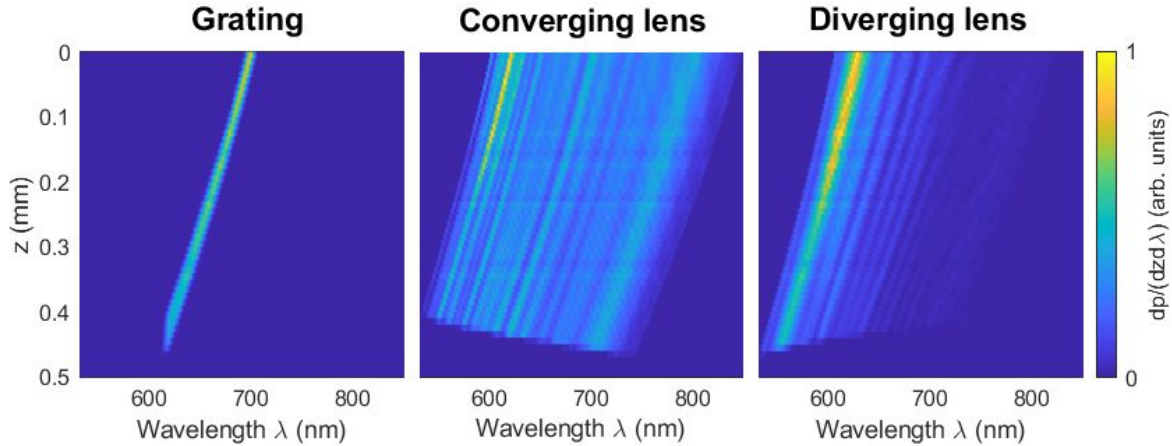 Grating
Converging lens
Diverging lens
0
0.1
0.2
0.3
0.4
0.5
z (mm)
600 700 800
Wavelength λ (nm)
600 700 800
Wavelength λ (nm)
600 700 800
Wavelength λ (nm)
1
0
dp/(dzd λ) (arb. units)